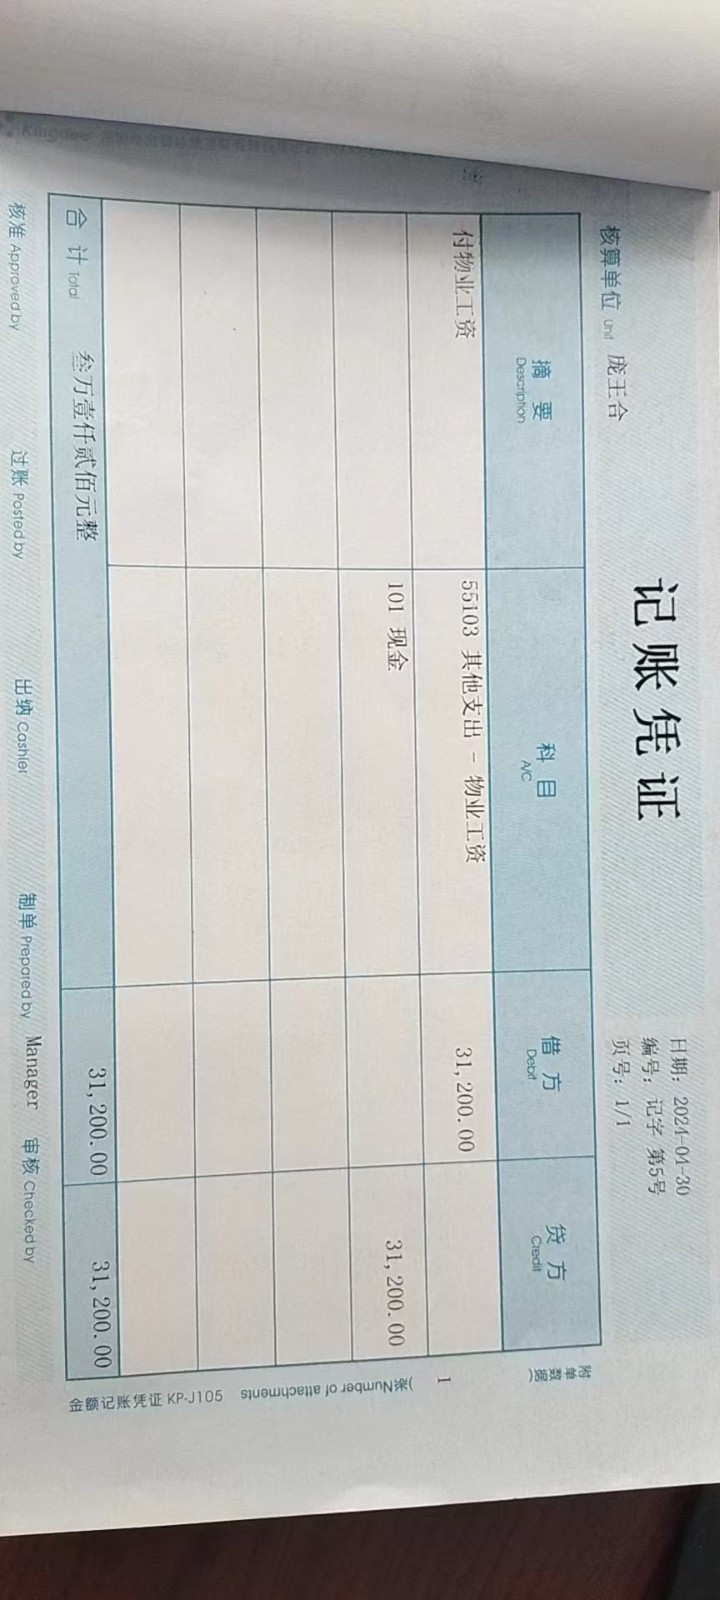 Kingdee
记账凭证
日期: 2024-04-30
编号: 记字 第5号
页号: 1/1
核算单位 Unit 庞王合
摘要 Description 科目 A/C 借方 Debit 贷方 Credit
付物业工资 55103 其他支出 - 物业工资 31,200.00
101 现金 31,200.00
合计 Total 叁万壹仟贰佰元整 31,200.00 31,200.00
核准 Approved by 过账 Posted by 出纳 Cashier 制单 Prepared by Manager 审核 Checked by
附单数据(
1
张)Number of attachments
金额记账凭证 KP-J105